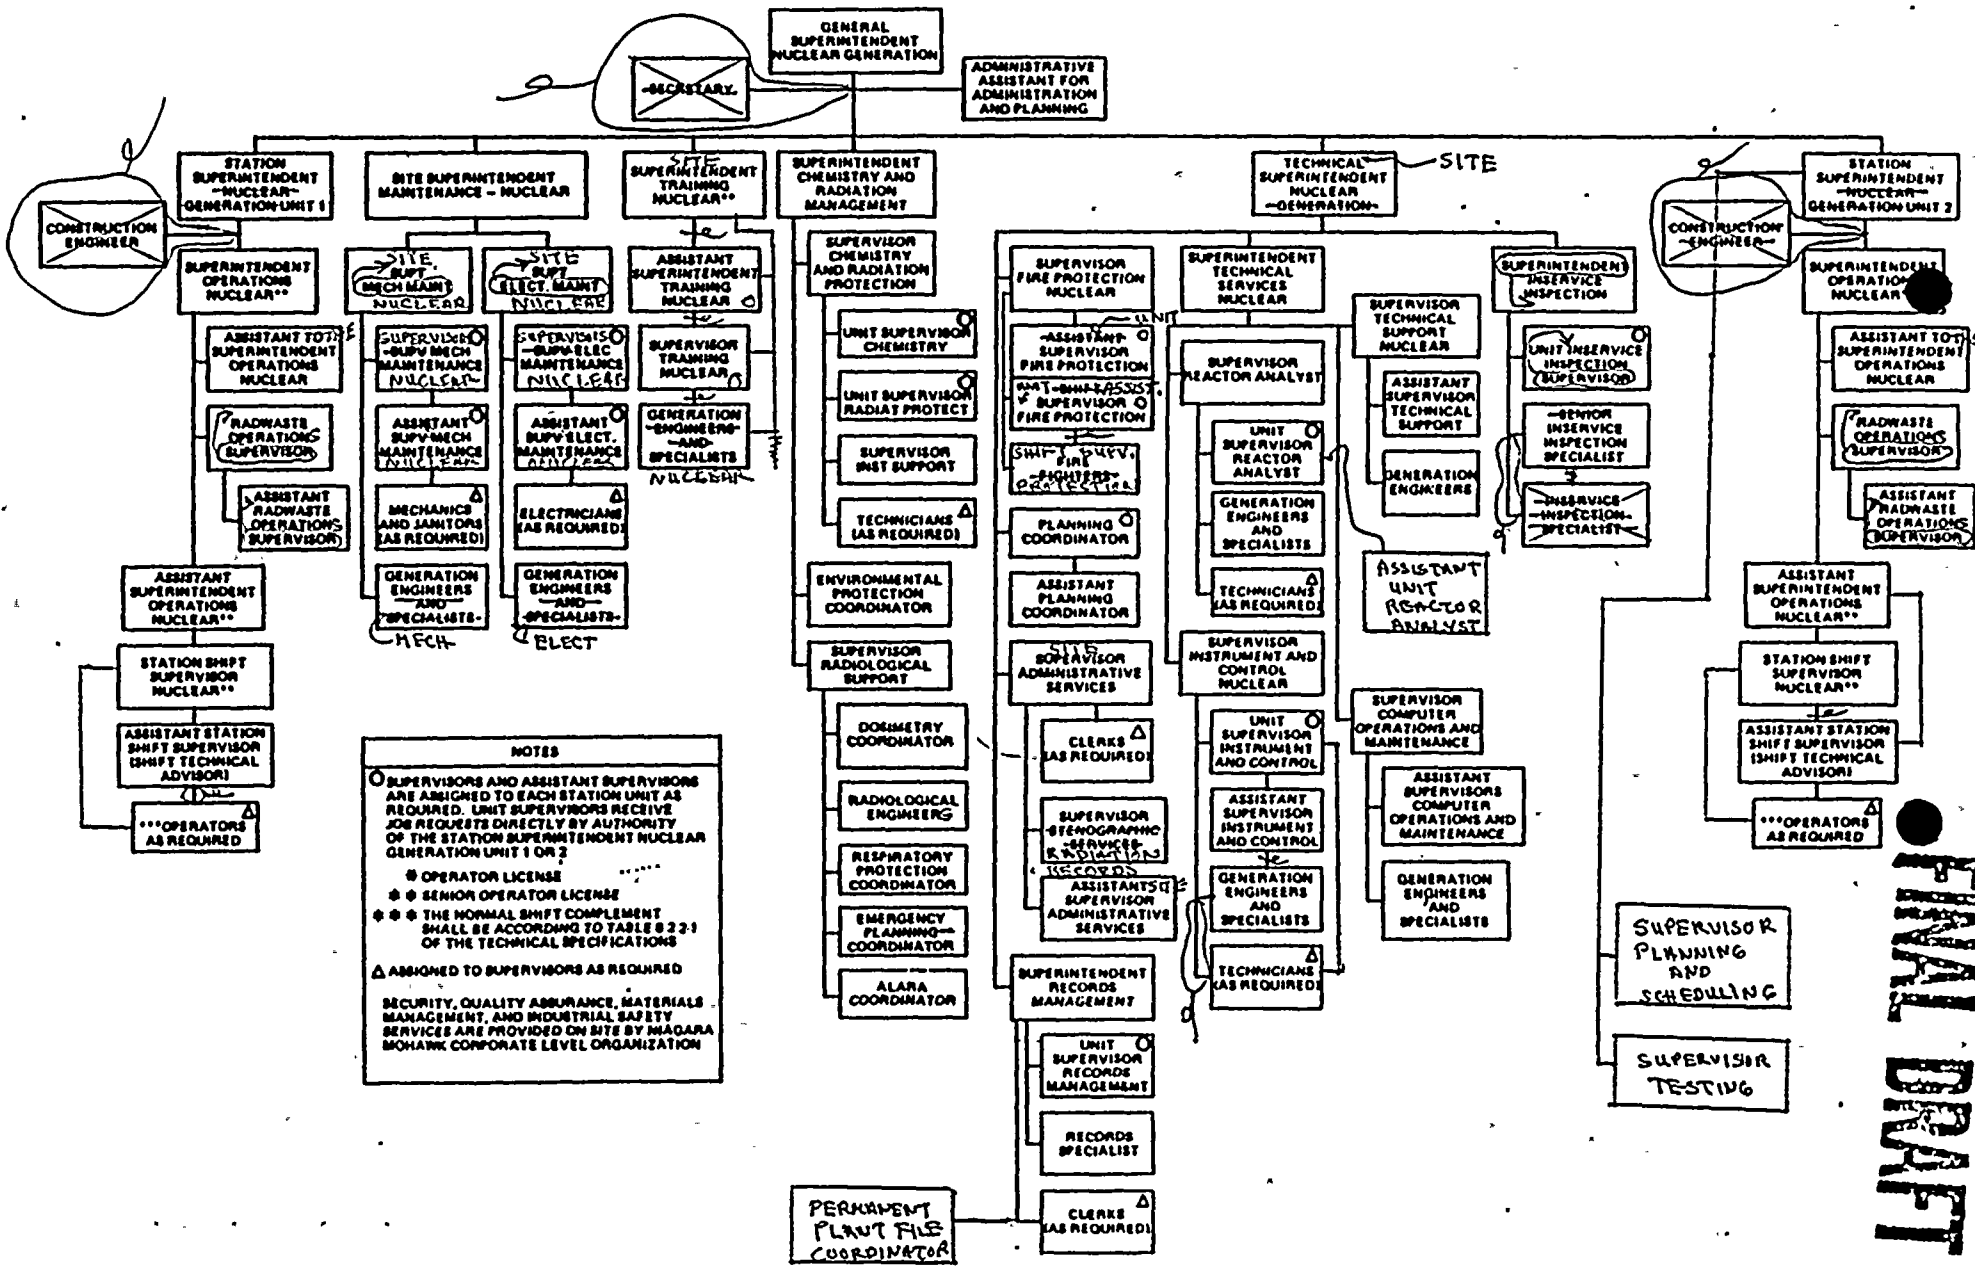 GENERAL
SUPERINTENDENT
NUCLEAR GENERATION
SECRETARY
ADMINISTRATIVE
ASSISTANT FOR
ADMINISTRATION
AND PLANNING
STATION
SUPERINTENDENT
NUCLEAR
GENERATION UNIT 1
SITE SUPERINTENDENT
MAINTENANCE - NUCLEAR
SITE
SUPERINTENDENT
TRAINING
NUCLEAR**
SUPERINTENDENT
CHEMISTRY AND
RADIATION
MANAGEMENT
TECHNICAL
SUPERINTENDENT
NUCLEAR
GENERATION
SITE
STATION
SUPERINTENDENT
NUCLEAR
GENERATION UNIT 2
CONSTRUCTION
ENGINEER
SUPERINTENDENT
OPERATIONS
NUCLEAR**
ASSISTANT TO THE
SUPERINTENDENT
OPERATIONS
NUCLEAR
RADWASTE
OPERATIONS
SUPERVISOR
ASSISTANT
RADWASTE
OPERATIONS
SUPERVISOR
ASSISTANT
SUPERINTENDENT
OPERATIONS
NUCLEAR**
STATION SHIFT
SUPERVISOR
NUCLEAR**
ASSISTANT STATION
SHIFT SUPERVISOR
(SHIFT TECHNICAL
ADVISOR)
***OPERATORS
AS REQUIRED
SITE
SUPT
MECH MAINT
NUCLEAR
SUPERVISOR
SUPV MECH
MAINTENANCE
NUCLEAR
ASSISTANT
SUPV MECH
MAINTENANCE
NUCLEAR
MECHANICS
AND JANITORS
(AS REQUIRED)
GENERATION
ENGINEERS
AND
SPECIALISTS
MECH
SITE
SUPT
ELECT. MAINT
NUCLEAR
SUPERVISOR
SUPV ELEC
MAINTENANCE
NUCLEAR
ASSISTANT
SUPV ELECT.
MAINTENANCE
NUCLEAR
ELECTRICIANS
(AS REQUIRED)
GENERATION
ENGINEERS
AND
SPECIALISTS
ELECT
ASSISTANT
SUPERINTENDENT
TRAINING
NUCLEAR
SUPERVISOR
TRAINING
NUCLEAR
GENERATION
ENGINEERS
AND
SPECIALISTS
NUCLEAR
SUPERVISOR
CHEMISTRY
AND RADIATION
PROTECTION
UNIT SUPERVISOR
CHEMISTRY
UNIT SUPERVISOR
RADIAT PROTECT
SUPERVISOR
INST SUPPORT
TECHNICIANS
(AS REQUIRED)
ENVIRONMENTAL
PROTECTION
COORDINATOR
SUPERVISOR
RADIOLOGICAL
SUPPORT
DOSIMETRY
COORDINATOR
RADIOLOGICAL
ENGINEERS
RESPIRATORY
PROTECTION
COORDINATOR
EMERGENCY
PLANNING
COORDINATOR
ALARA
COORDINATOR
SUPERVISOR
FIRE PROTECTION
NUCLEAR
UNIT
ASSISTANT
SUPERVISOR
FIRE PROTECTION
ASSIST.
SUPERVISOR
FIRE PROTECTION
SHIFT SUPV.
FIRE
FIGHTERS
PROTECTION
PLANNING
COORDINATOR
ASSISTANT
PLANNING
COORDINATOR
SITE
SUPERVISOR
ADMINISTRATIVE
SERVICES
CLERKS
(AS REQUIRED)
SUPERVISOR
STENOGRAPHIC
SERVICES
RADIATION
RECORDS
ASSISTANT SITE
SUPERVISOR
ADMINISTRATIVE
SERVICES
SUPERINTENDENT
RECORDS
MANAGEMENT
UNIT
SUPERVISOR
RECORDS
MANAGEMENT
RECORDS
SPECIALIST
CLERKS
(AS REQUIRED)
PERMANENT
PLANT FILE
COORDINATOR
SUPERINTENDENT
TECHNICAL
SERVICES
NUCLEAR
SUPERVISOR
REACTOR ANALYST
UNIT
SUPERVISOR
REACTOR
ANALYST
GENERATION
ENGINEERS
AND
SPECIALISTS
TECHNICIANS
(AS REQUIRED)
SUPERVISOR
INSTRUMENT AND
CONTROL
NUCLEAR
UNIT
SUPERVISOR
INSTRUMENT
AND CONTROL
ASSISTANT
SUPERVISOR
INSTRUMENT
AND CONTROL
GENERATION
ENGINEERS
AND
SPECIALISTS
TECHNICIANS
(AS REQUIRED)
SUPERVISOR
TECHNICAL
SUPPORT
NUCLEAR
ASSISTANT
SUPERVISOR
TECHNICAL
SUPPORT
GENERATION
ENGINEERS
ASSISTANT
UNIT
REACTOR
ANALYST
SUPERVISOR
COMPUTER
OPERATIONS AND
MAINTENANCE
ASSISTANT
SUPERVISORS
COMPUTER
OPERATIONS AND
MAINTENANCE
GENERATION
ENGINEERS
AND
SPECIALISTS
SUPERINTENDENT
INSERVICE
INSPECTION
UNIT INSERVICE
INSPECTION
SUPERVISOR
SENIOR
INSERVICE
INSPECTION
SPECIALIST
INSERVICE
INSPECTION
SPECIALIST
CONSTRUCTION
ENGINEER
SUPERINTENDENT
OPERATIONS
NUCLEAR
ASSISTANT TO THE
SUPERINTENDENT
OPERATIONS
NUCLEAR
RADWASTE
OPERATIONS
SUPERVISOR
ASSISTANT
RADWASTE
OPERATIONS
SUPERVISOR
ASSISTANT
SUPERINTENDENT
OPERATIONS
NUCLEAR**
STATION SHIFT
SUPERVISOR
NUCLEAR**
ASSISTANT STATION
SHIFT SUPERVISOR
(SHIFT TECHNICAL
ADVISOR)
***OPERATORS
AS REQUIRED
SUPERVISOR
PLANNING
AND
SCHEDULING
SUPERVISOR
TESTING
NOTES
O SUPERVISORS AND ASSISTANT SUPERVISORS
ARE ASSIGNED TO EACH STATION UNIT AS
REQUIRED. UNIT SUPERVISORS RECEIVE
JOB REQUESTS DIRECTLY BY AUTHORITY
OF THE STATION SUPERINTENDENT NUCLEAR
GENERATION UNIT 1 OR 2
* OPERATOR LICENSE
* * SENIOR OPERATOR LICENSE
* * * THE NORMAL SHIFT COMPLEMENT
SHALL BE ACCORDING TO TABLE 6 2 2-1
OF THE TECHNICAL SPECIFICATIONS
△ ASSIGNED TO SUPERVISORS AS REQUIRED
SECURITY, QUALITY ASSURANCE, MATERIALS
MANAGEMENT, AND INDUSTRIAL SAFETY
SERVICES ARE PROVIDED ON SITE BY NIAGARA
MOHAWK CORPORATE LEVEL ORGANIZATION
FINAL DRAFT